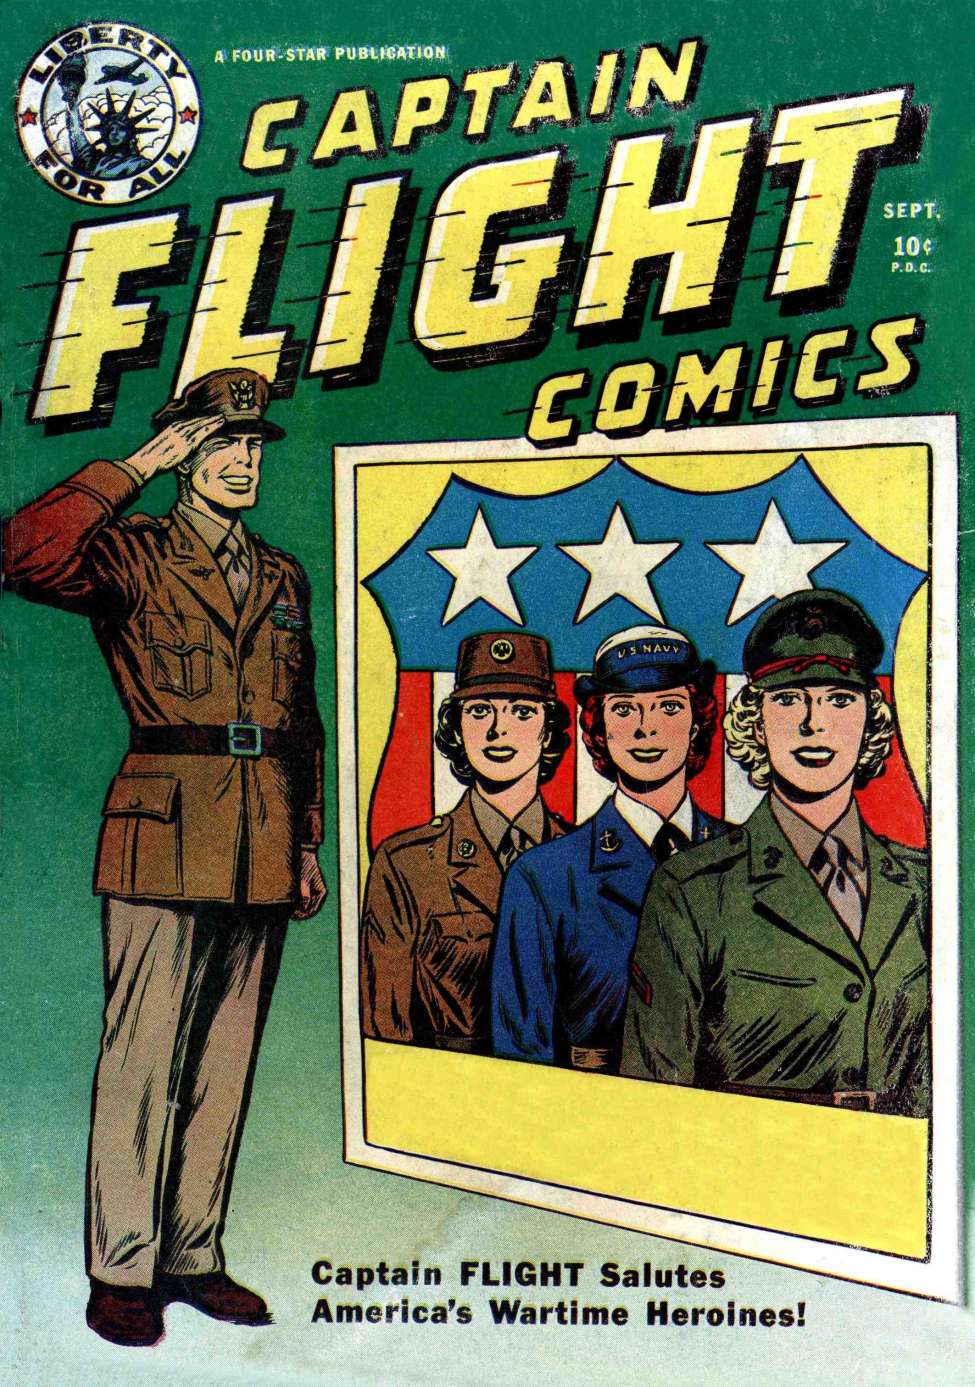 LIBERTY
FOR ALL
A FOUR-STAR PUBLICATION
CAPTAIN
FLIGHT
COMICS
SEPT.
10¢
P.D.C.
U.S. NAVY
Captain FLIGHT Salutes
America's Wartime Heroines!